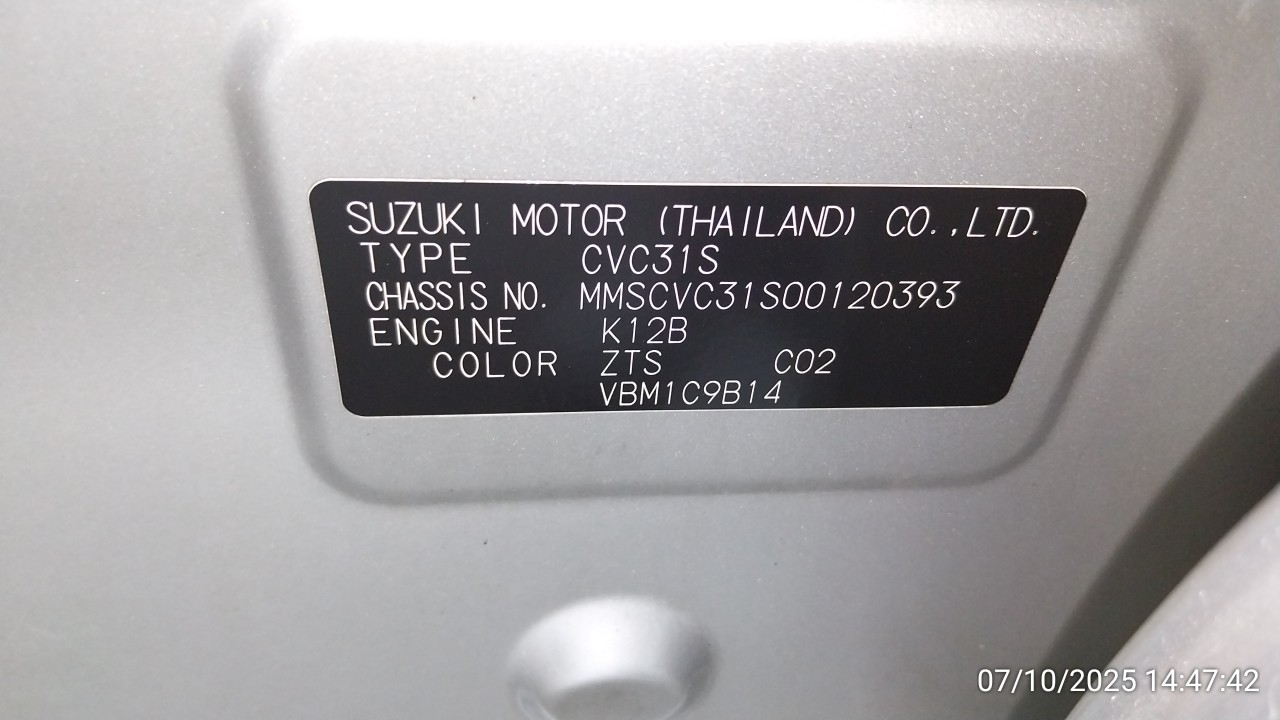 SUZUKI MOTOR (THAILAND) CO.,LTD.
TYPE CVC31S
CHASSIS NO. MMSCVC31S00120393
ENGINE K12B
COLOR ZTS C02
VBM1C9B14
07/10/2025 14:47:42